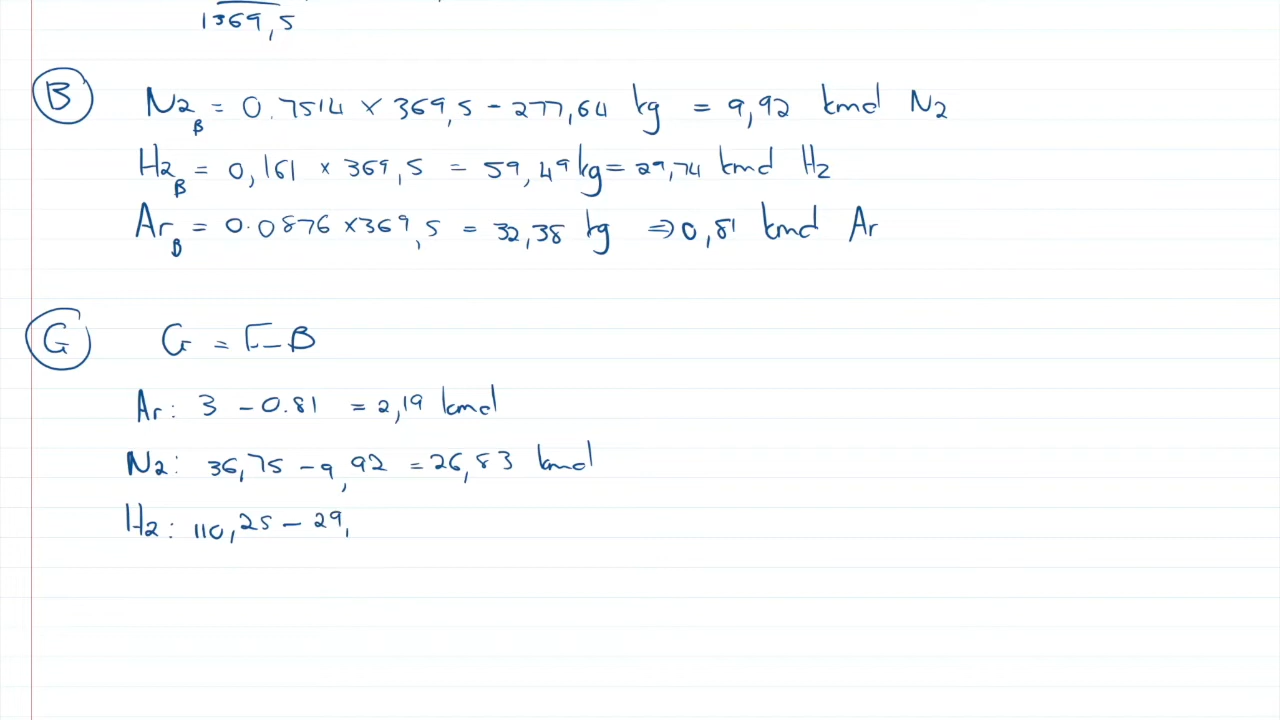 1369,5
B N2B = 0.7514 × 369,5 - 277,64 kg = 9,92 kmol N2
H2B = 0,161 × 369,5 = 59,49 kg = 29,74 kmol H2
ArB = 0.0876 × 369,5 = 32,38 kg ⇒ 0,81 kmol Ar
G G = F - B
Ar: 3 - 0.81 = 2,19 kmol
N2: 36,75 - 9,92 = 26,83 kmol
H2: 110,25 - 29,